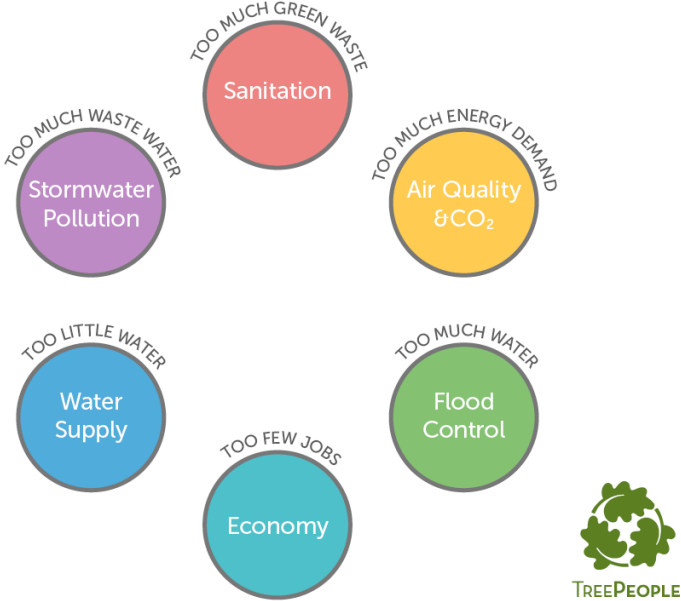 TOO MUCH GREEN WASTE
Sanitation
TOO MUCH WASTE WATER
Stormwater
Pollution
TOO MUCH ENERGY DEMAND
Air Quality
&CO₂
TOO LITTLE WATER
Water
Supply
TOO MUCH WATER
Flood
Control
TOO FEW JOBS
Economy
TREEPEOPLE